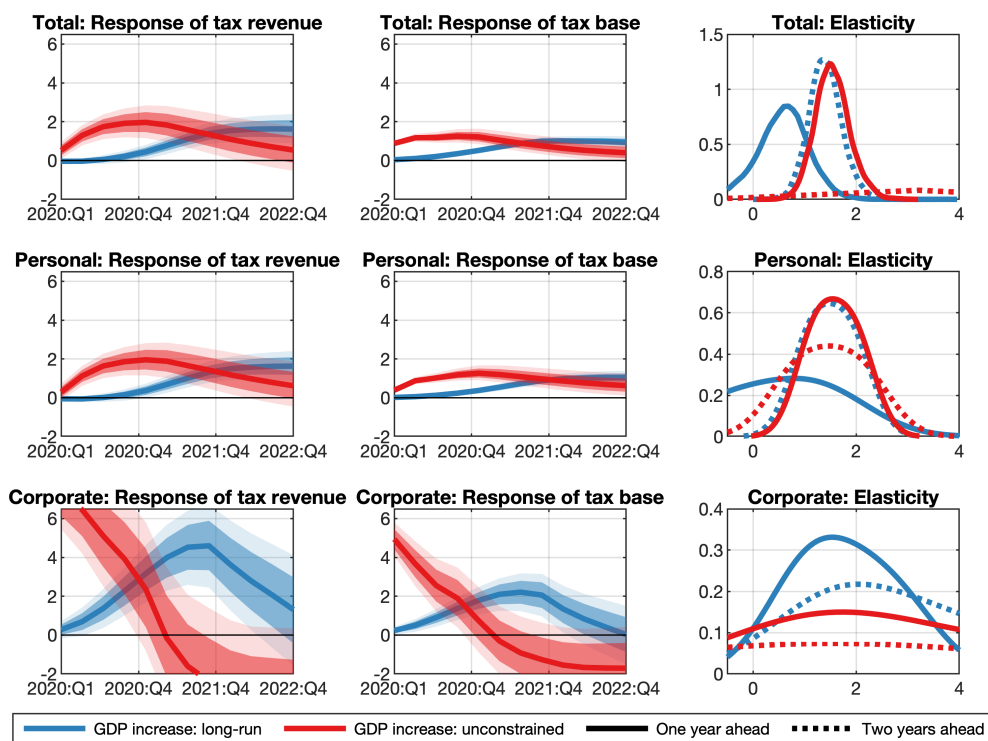 Total: Response of tax revenue
6
4
2
0
-2
2020:Q1 2020:Q4 2021:Q4 2022:Q4
Total: Response of tax base
6
4
2
0
-2
2020:Q1 2020:Q4 2021:Q4 2022:Q4
Total: Elasticity
1.5
1
0.5
0
0 2 4
Personal: Response of tax revenue
6
4
2
0
-2
2020:Q1 2020:Q4 2021:Q4 2022:Q4
Personal: Response of tax base
6
4
2
0
-2
2020:Q1 2020:Q4 2021:Q4 2022:Q4
Personal: Elasticity
0.8
0.6
0.4
0.2
0
0 2 4
Corporate: Response of tax revenue
6
4
2
0
-2
2020:Q1 2020:Q4 2021:Q4 2022:Q4
Corporate: Response of tax base
6
4
2
0
-2
2020:Q1 2020:Q4 2021:Q4 2022:Q4
Corporate: Elasticity
0.4
0.3
0.2
0.1
0
0 2 4
GDP increase: long-run GDP increase: unconstrained One year ahead Two years ahead